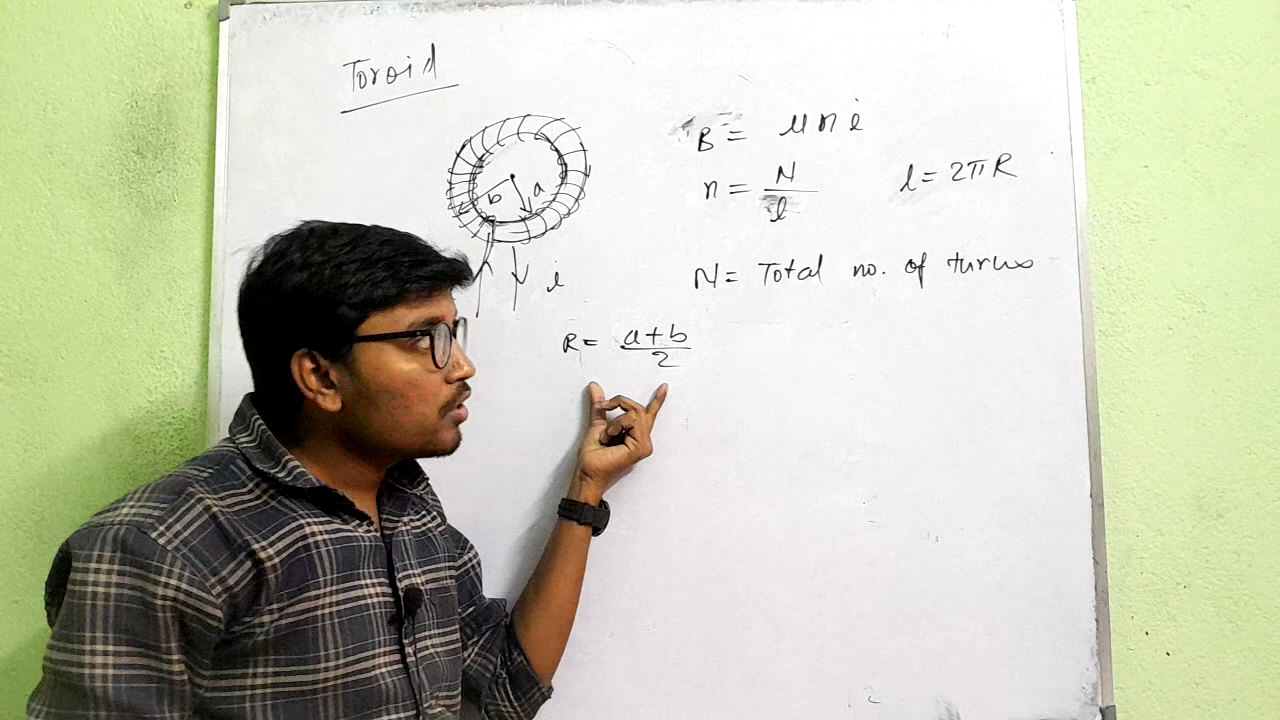 Toroid
a
b
i
B = μ n i
n = N/l
l = 2πR
N = Total no. of turns
R = a+b/2